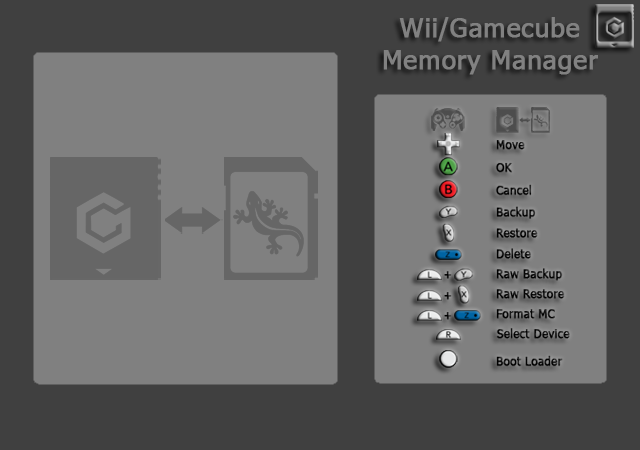 Wii/Gamecube
Memory Manager
Move
A OK
B Cancel
Y Backup
X Restore
Z Delete
L + Y Raw Backup
L + X Raw Restore
L + Z Format MC
R Select Device
Boot Loader